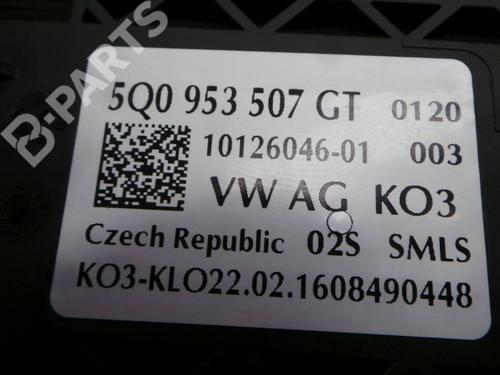 B-PARTS
5Q0 953 507 GT 0120
10126046-01 003
VW AG KO3
Czech Republic 02S SMLS
KO3-KLO22.02.1608490448